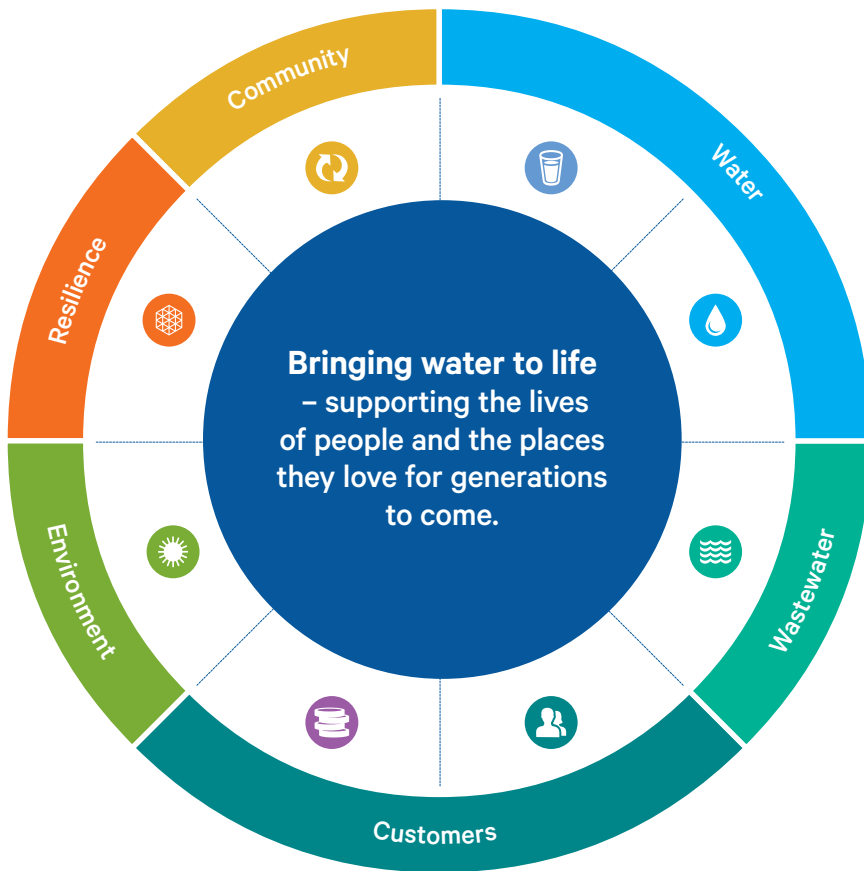 Community
Water
Resilience
Bringing water to life
– supporting the lives
of people and the places
they love for generations
to come.
Environment
Wastewater
Customers